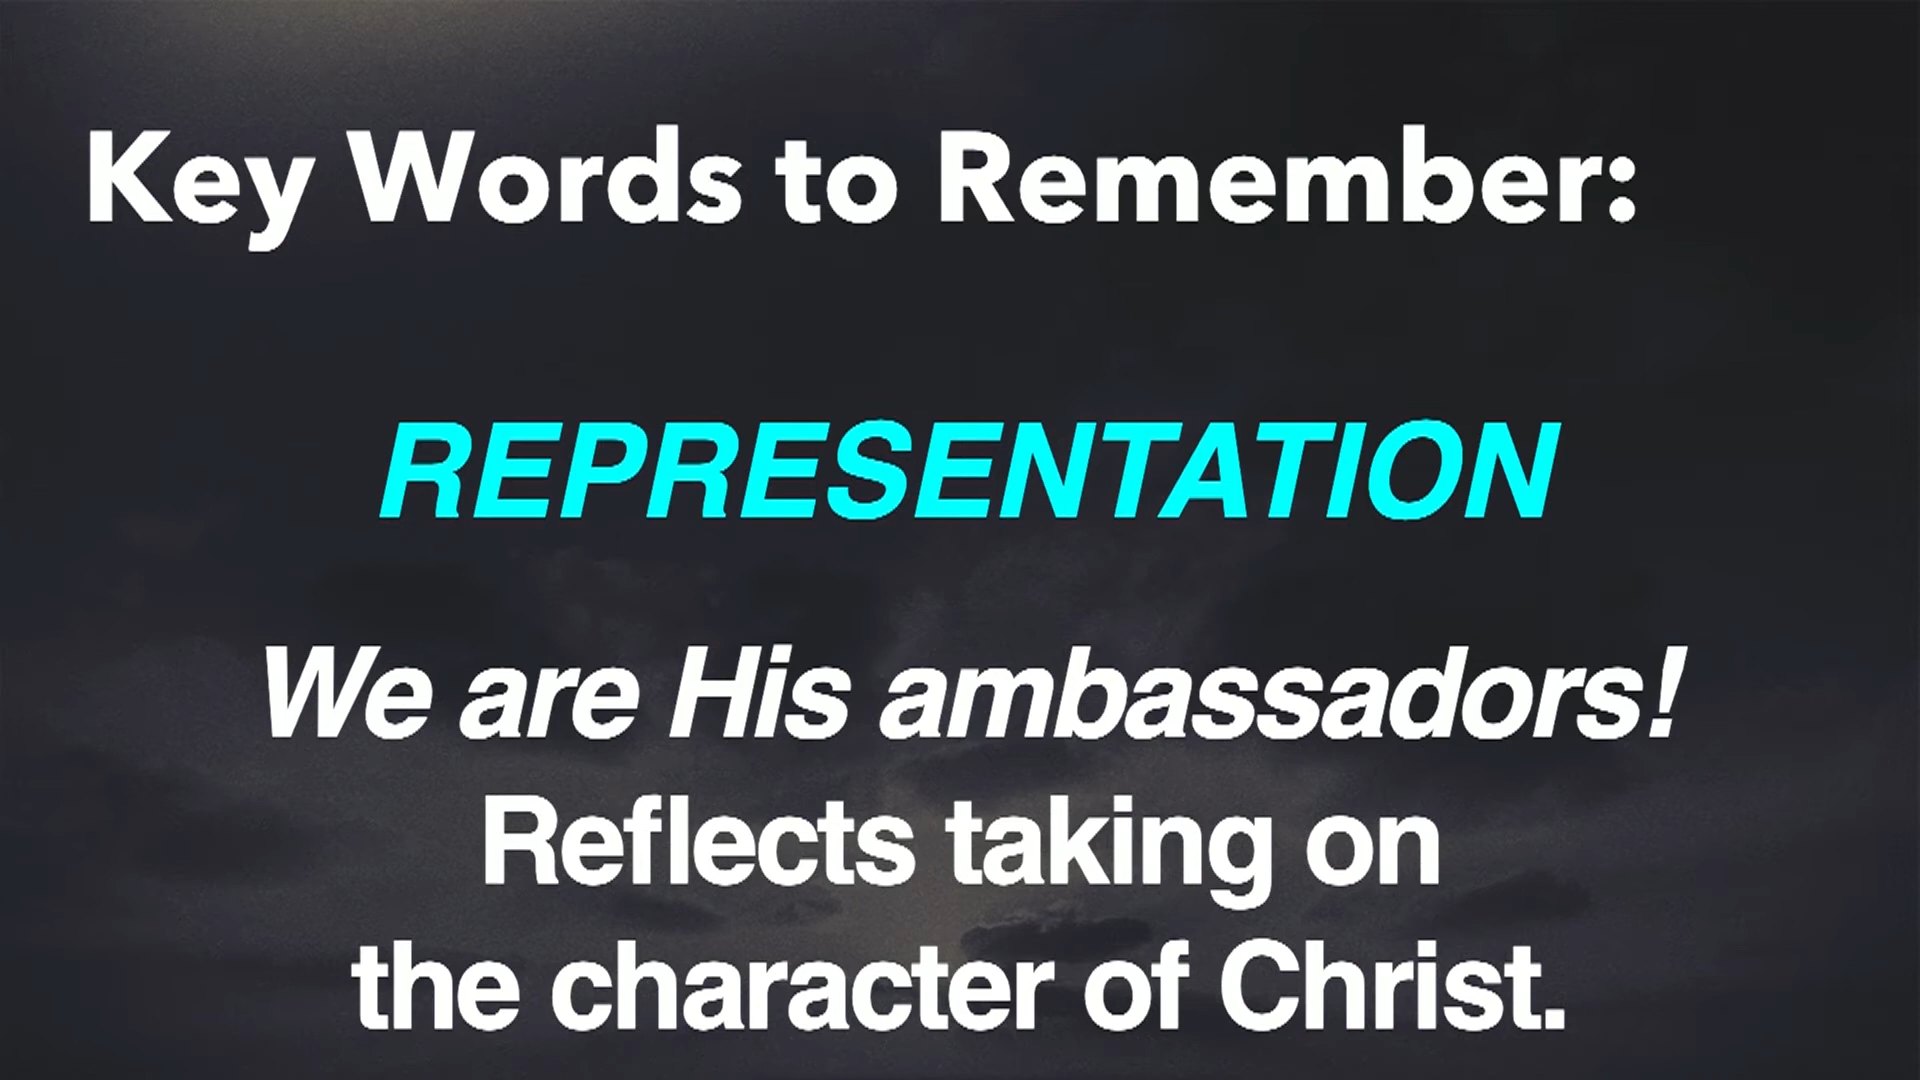 Key Words to Remember:
REPRESENTATION
We are His ambassadors!
Reflects taking on
the character of Christ.